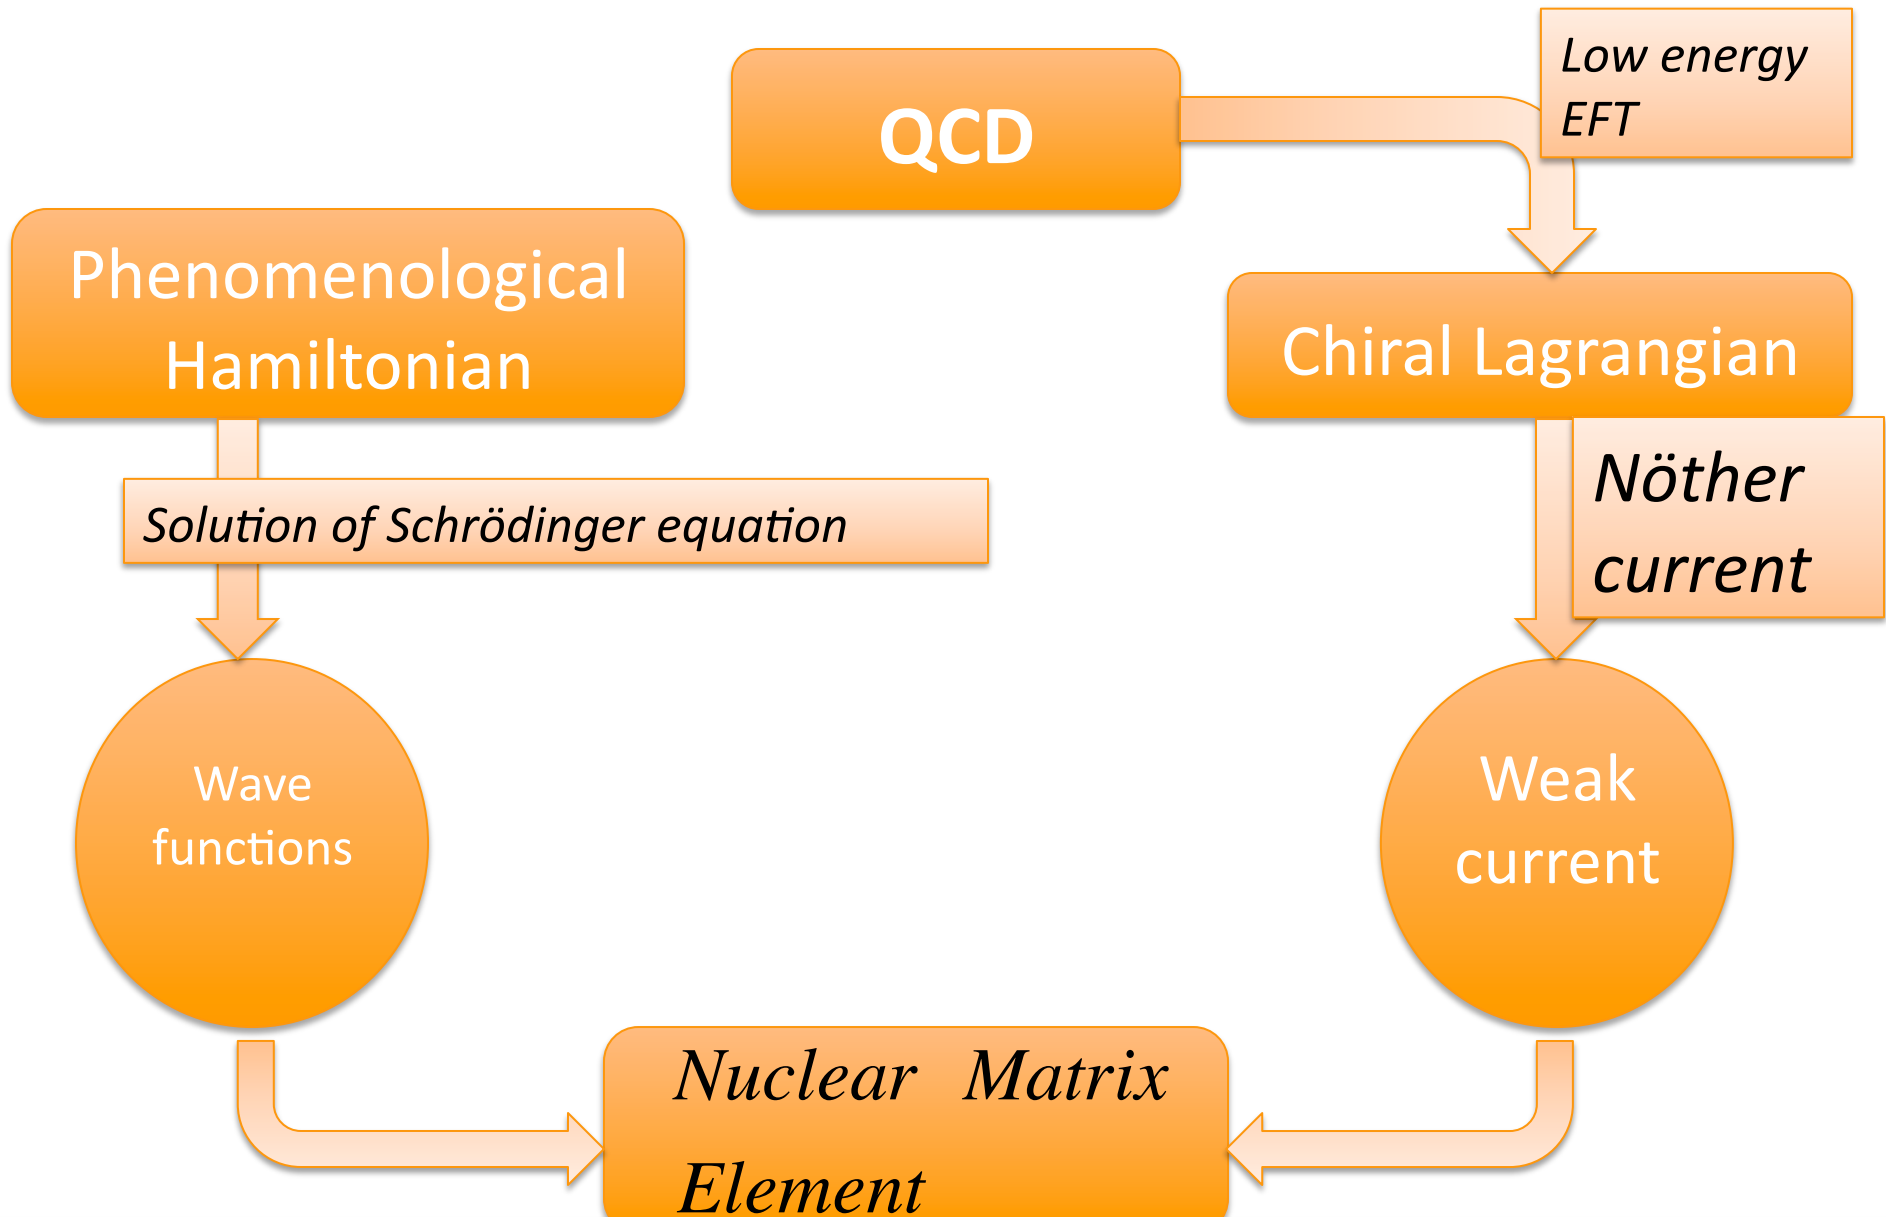 QCD
Low energy
EFT
Phenomenological
Hamiltonian
Chiral Lagrangian
Solution of Schrödinger equation
Nöther
current
Wave
functions
Weak
current
Nuclear Matrix
Element